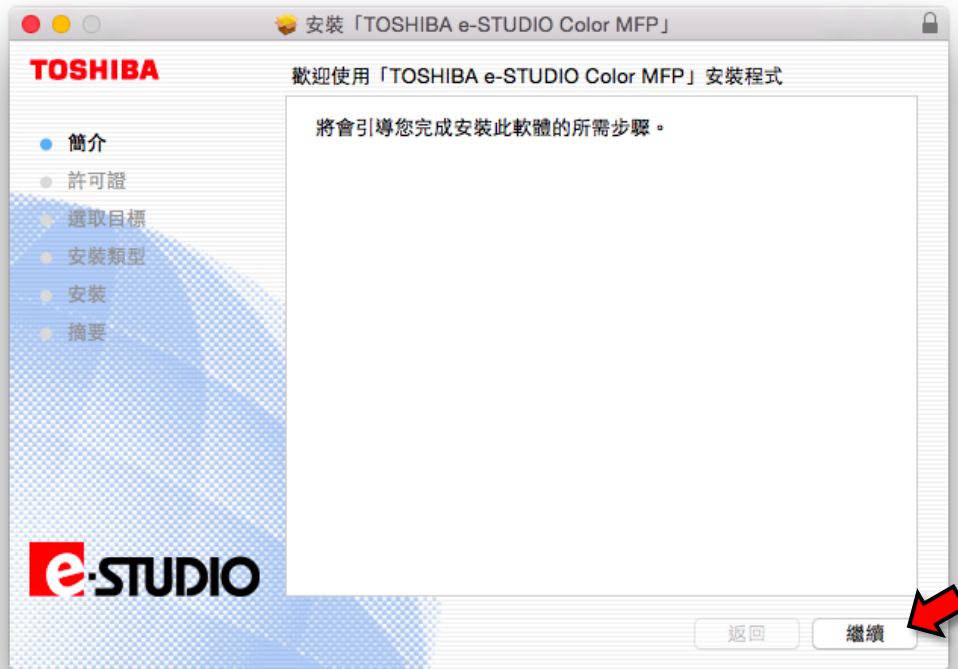 安裝「TOSHIBA e-STUDIO Color MFP」
TOSHIBA
歡迎使用「TOSHIBA e-STUDIO Color MFP」安裝程式
將會引導您完成安裝此軟體的所需步驟。
簡介
許可證
選取目標
安裝類型
安裝
摘要
e-STUDIO
返回
繼續